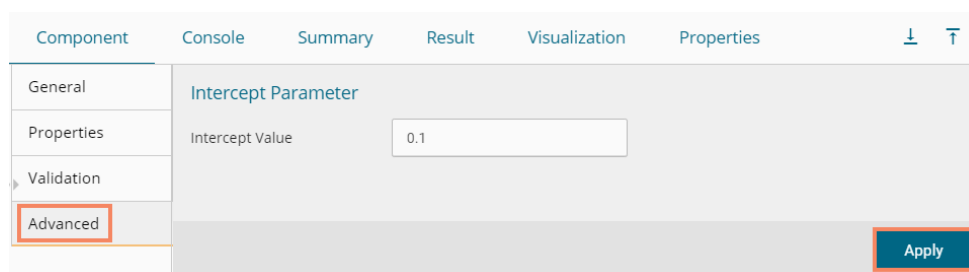 Component Console Summary Result Visualization Properties
General
Intercept Parameter
Properties
Intercept Value 0.1
Validation
Advanced
Apply